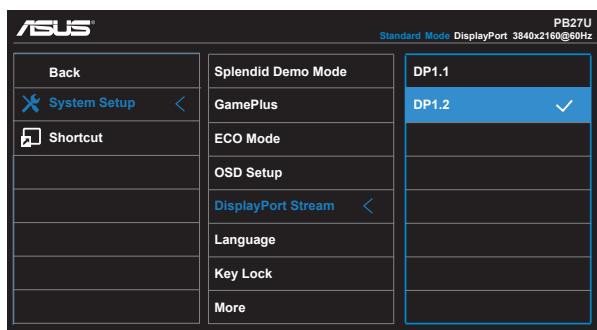 ASUS
PB27U
Standard Mode DisplayPort 3840x2160@60Hz
Back
System Setup
Shortcut
Splendid Demo Mode
GamePlus
ECO Mode
OSD Setup
DisplayPort Stream
Language
Key Lock
More
DP1.1
DP1.2